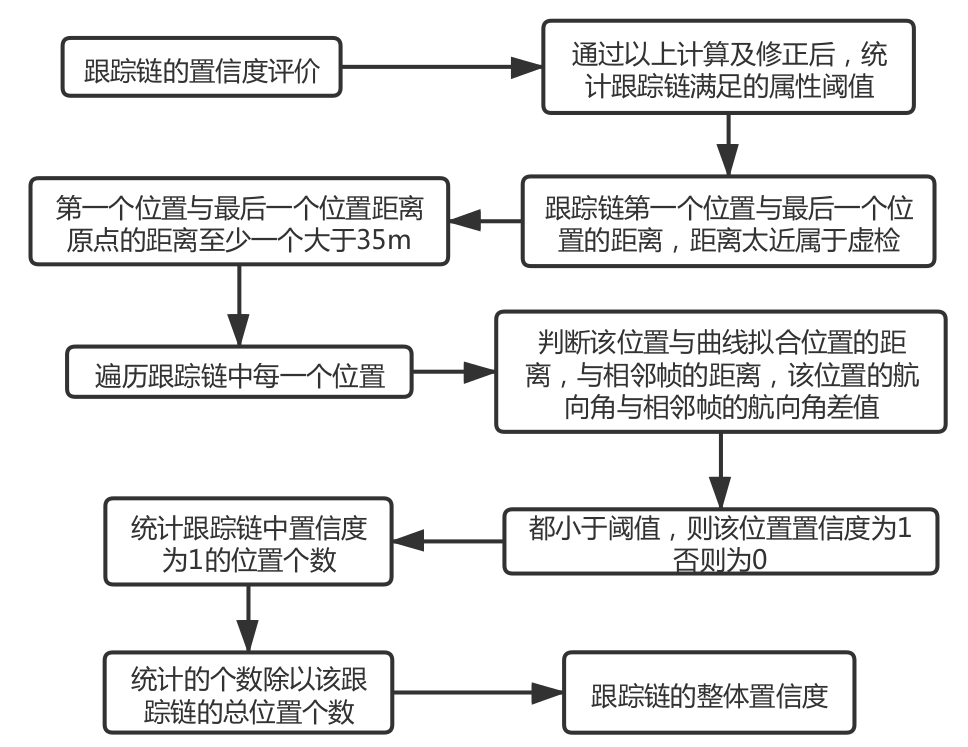 跟踪链的置信度评价
通过以上计算及修正后，统
计跟踪链满足的属性阈值
跟踪链第一个位置与最后一个位
置的距离，距离太近属于虚检
第一个位置与最后一个位置距离
原点的距离至少一个大于35m
遍历跟踪链中每一个位置
判断该位置与曲线拟合位置的距
离，与相邻帧的距离，该位置的航
向角与相邻帧的航向角差值
都小于阈值，则该位置置信度为1
否则为0
统计跟踪链中置信度
为1的位置个数
统计的个数除以该跟
踪链的总位置个数
跟踪链的整体置信度